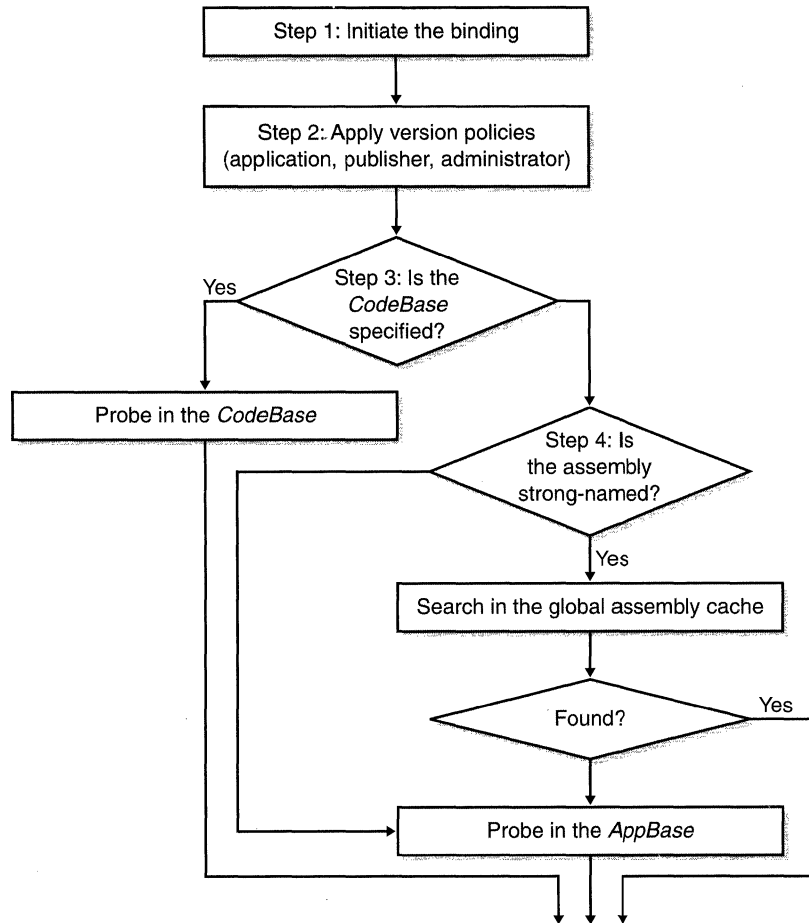 Step 1: Initiate the binding
Step 2: Apply version policies
(application, publisher, administrator)
Step 3: Is the
CodeBase
specified?
Yes
Probe in the CodeBase
Step 4: Is
the assembly
strong-named?
Yes
Search in the global assembly cache
Found?
Yes
Probe in the AppBase